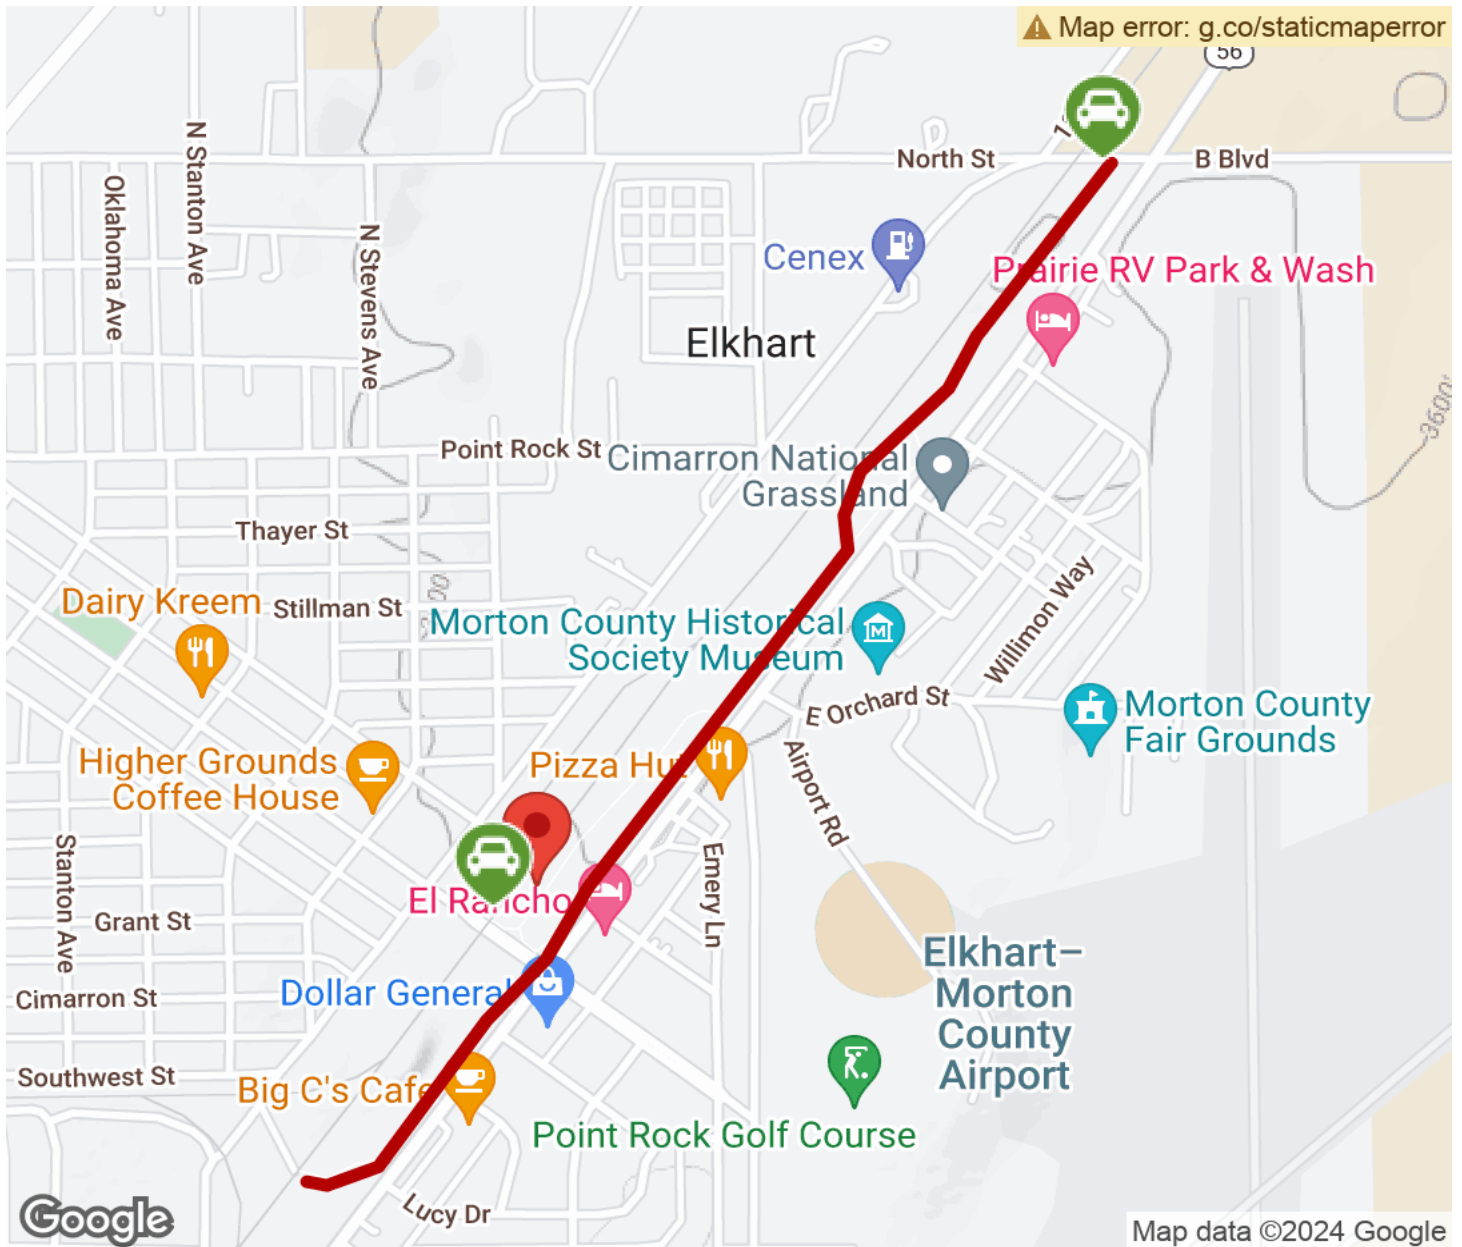 Map error: g.co/staticmaperror
56
North St
B Blvd
N Stanton Ave
Oklahoma Ave
N Stevens Ave
Cenex
Prairie RV Park & Wash
Elkhart
3600
Point Rock St
Cimarron National
Grassland
Thayer St
Dairy Kreem
Stillman St
Morton County Historical
Society Museum
Willimon Way
E Orchard St
Morton County
Fair Grounds
Higher Grounds
Coffee House
Pizza Hut
Airport Rd
Stanton Ave
Emery Ln
El Rancho
Grant St
Elkhart–
Morton
County
Airport
Cimarron St
Dollar General
Southwest St
Big C's Cafe
Point Rock Golf Course
Lucy Dr
Google
Map data ©2024 Google